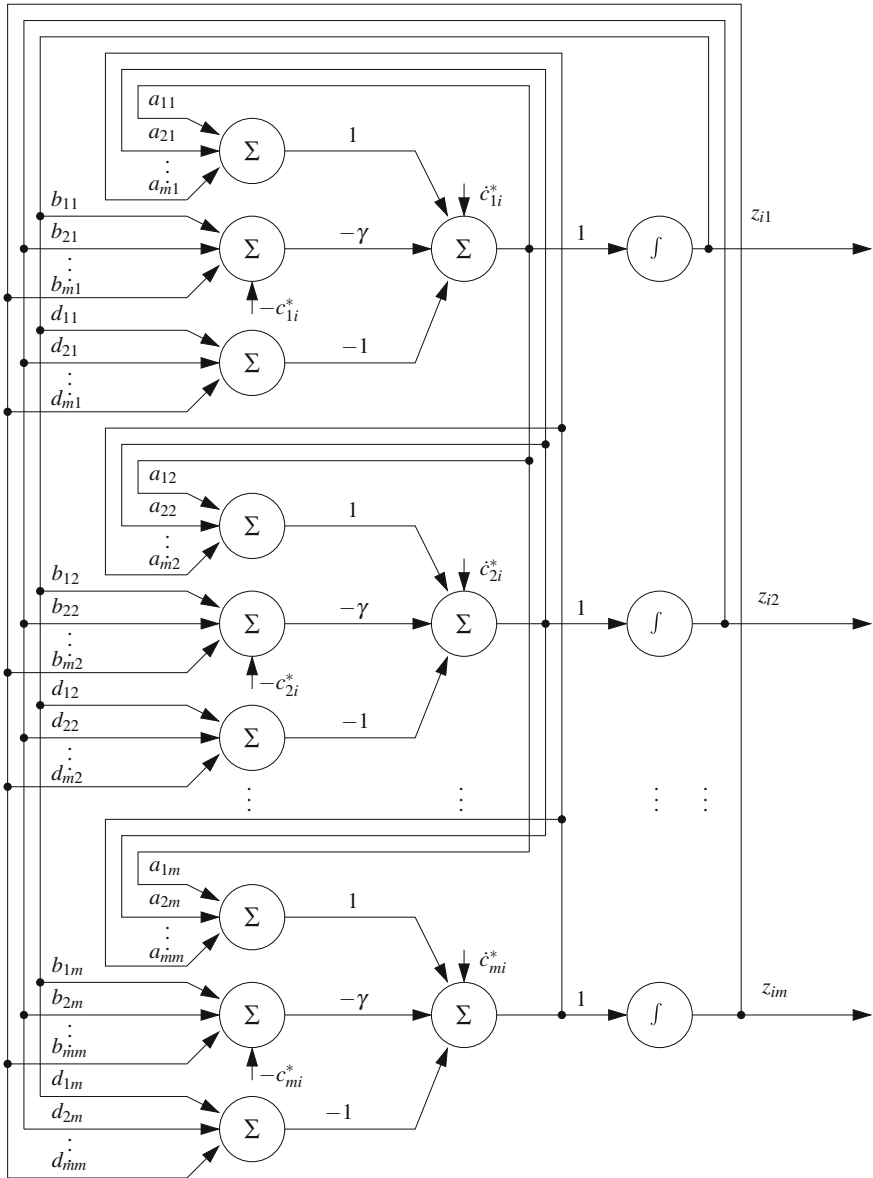 a₁₁
a₂₁ 1
⋮
aₘ₁ ċ*₁ᵢ
Σ
b₁₁
b₂₁ Σ −γ Σ 1 ∫ zᵢ₁
⋮
bₘ₁
−c*₁ᵢ
d₁₁
d₂₁ Σ −1
⋮
dₘ₁
a₁₂
a₂₂ Σ 1
⋮
aₘ₂ ċ*₂ᵢ
b₁₂
b₂₂ Σ −γ Σ 1 ∫ zᵢ₂
⋮
bₘ₂
−c*₂ᵢ
d₁₂
d₂₂ Σ −1
⋮
dₘ₂
⋮ ⋮ ⋮ ⋮
a₁ₘ
a₂ₘ Σ 1
⋮
aₘₘ ċ*ₘᵢ
b₁ₘ
b₂ₘ Σ −γ Σ 1 ∫ zᵢₘ
⋮
bₘₘ
−c*ₘᵢ
d₁ₘ
d₂ₘ Σ −1
⋮
dₘₘ